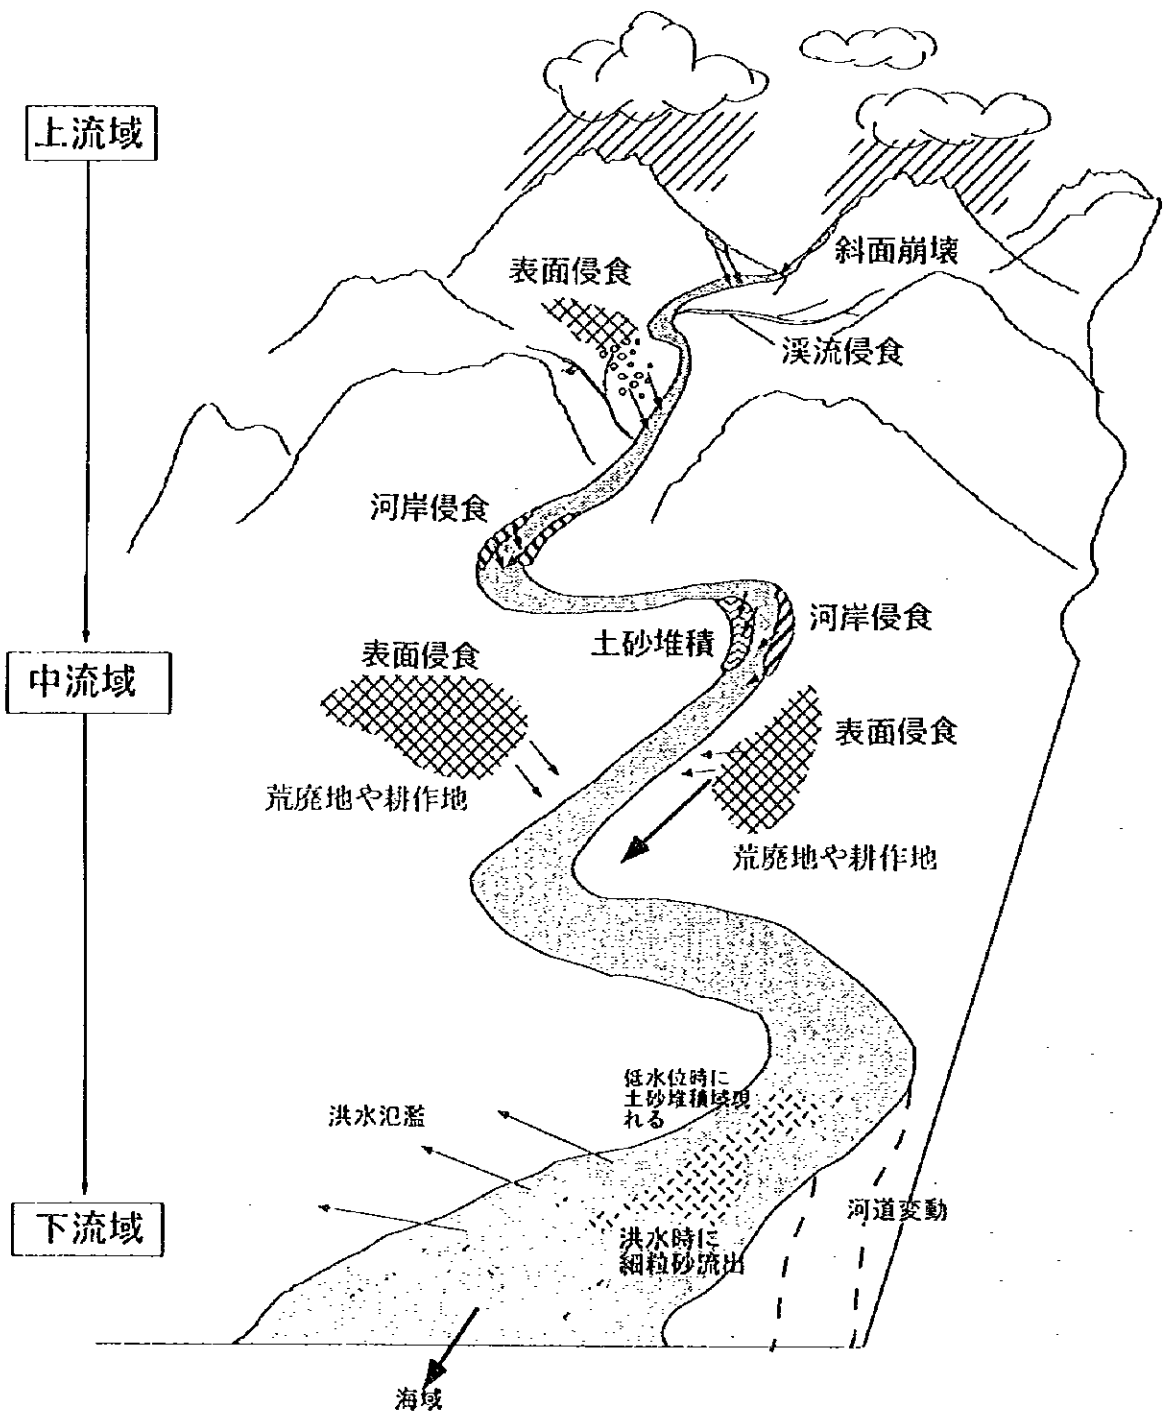 上流域
斜面崩壊
表面侵食
渓流侵食
河岸侵食
河岸侵食
土砂堆積
表面侵食
中流域
表面侵食
荒廃地や耕作地
荒廃地や耕作地
低水位時に
土砂堆積域現
れる
洪水氾濫
下流域
河道変動
洪水時に
細粒砂流出
海域